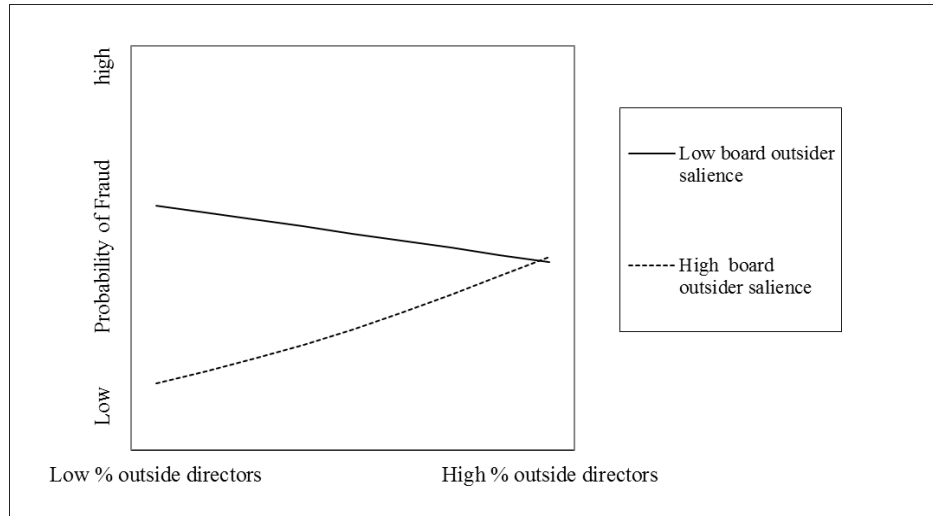 high
Probability of Fraud
Low
Low % outside directors
High % outside directors
Low board outsider
salience
High board
outsider salience